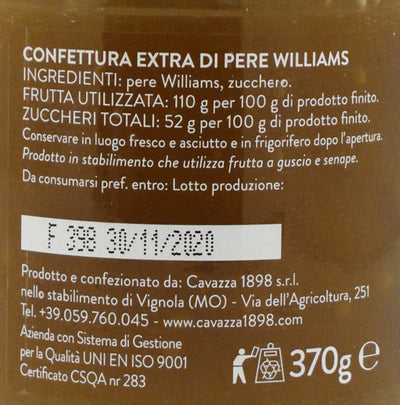 CONFETTURA EXTRA DI PERE WILLIAMS
INGREDIENTI: pere Williams, zucchero.
FRUTTA UTILIZZATA: 110 g per 100 g di prodotto finito.
ZUCCHERI TOTALI: 52 g per 100 g di prodotto finito.
Conservare in luogo fresco e asciutto e in frigorifero dopo l'apertura.
Prodotto in stabilimento che utilizza frutta a guscio e senape.
Da consumarsi pref. entro: Lotto produzione:
F 398 30/11/2020
Prodotto e confezionato da: Cavazza 1898 s.r.l.
nello stabilimento di Vignola (MO) - Via dell'Agricoltura, 251
Tel. +39.059.760.045 - www.cavazza1898.com
Azienda con Sistema di Gestione
per la Qualità UNI EN ISO 9001
Certificato CSQA nr 283
370g e